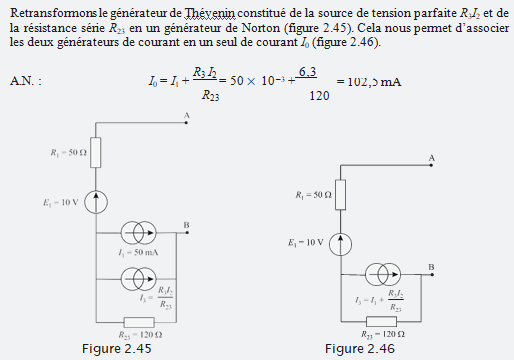 Retransformons le générateur de Thévenin constitué de la source de tension parfaite R₃I₂ et de
la résistance série R₂₃ en un générateur de Norton (figure 2.45). Cela nous permet d'associer
les deux générateurs de courant en un seul de courant I₀ (figure 2.46).
A.N. : I₀ = I₁ + R₃ I₂ / R₂₃ = 50 × 10⁻³ + 6,3 / 120 = 102,5 mA
A
R₁ = 50 Ω
E₁ = 10 V
B
I₁ = 50 mA
I₃ = R₃I₂ / R₂₃
R₂₃ = 120 Ω
Figure 2.45
A
R₁ = 50 Ω
E₁ = 10 V
B
I₃ = I₁ + R₃I₂ / R₂₃
R₂₃ = 120 Ω
Figure 2.46